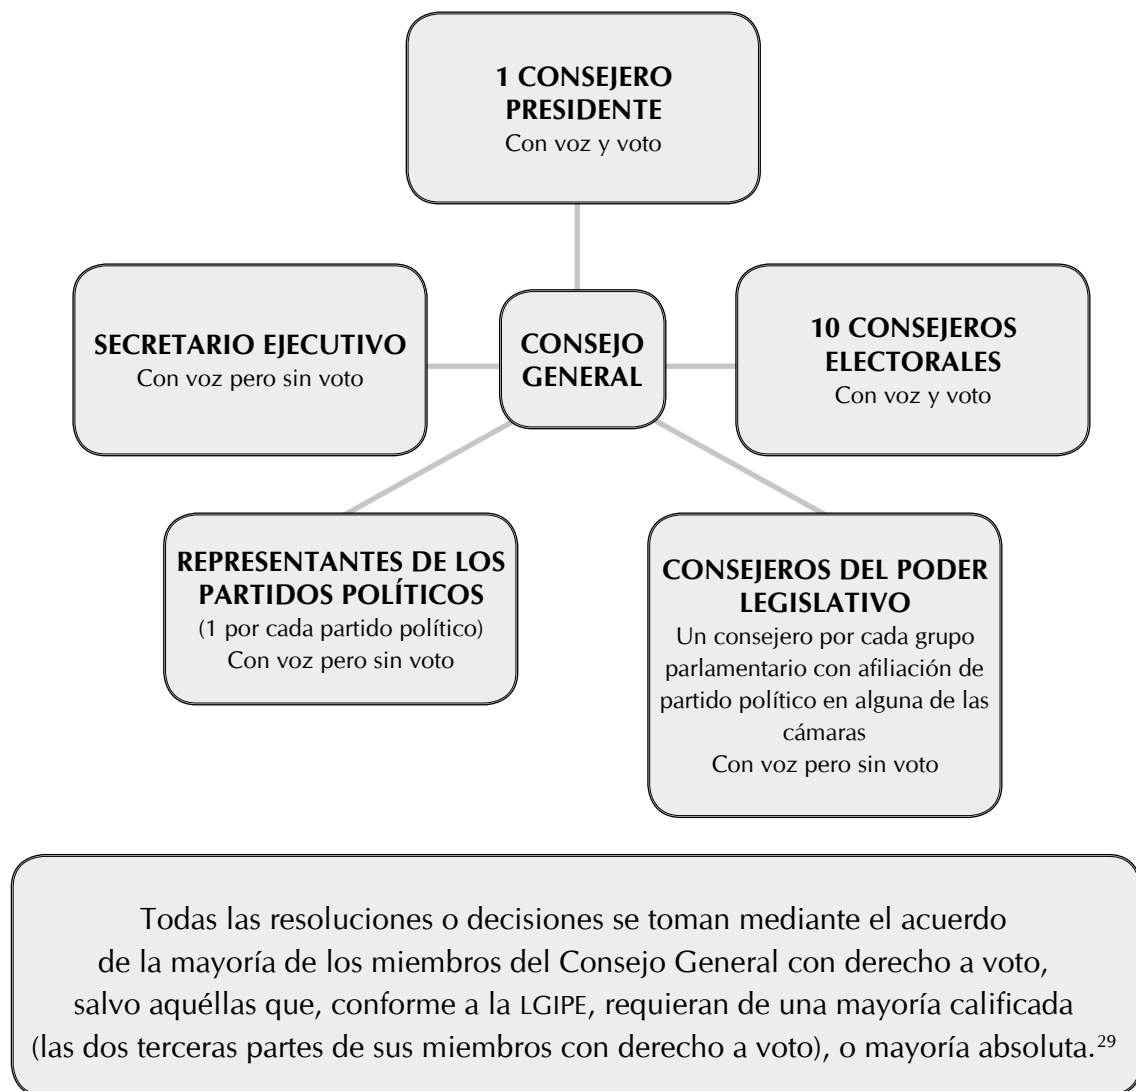 1 CONSEJERO
PRESIDENTE
Con voz y voto
SECRETARIO EJECUTIVO
Con voz pero sin voto
CONSEJO
GENERAL
10 CONSEJEROS
ELECTORALES
Con voz y voto
REPRESENTANTES DE LOS
PARTIDOS POLÍTICOS
(1 por cada partido político)
Con voz pero sin voto
CONSEJEROS DEL PODER
LEGISLATIVO
Un consejero por cada grupo
parlamentario con afiliación de
partido político en alguna de las
cámaras
Con voz pero sin voto
Todas las resoluciones o decisiones se toman mediante el acuerdo
de la mayoría de los miembros del Consejo General con derecho a voto,
salvo aquéllas que, conforme a la LGIPE, requieran de una mayoría calificada
(las dos terceras partes de sus miembros con derecho a voto), o mayoría absoluta.²⁹